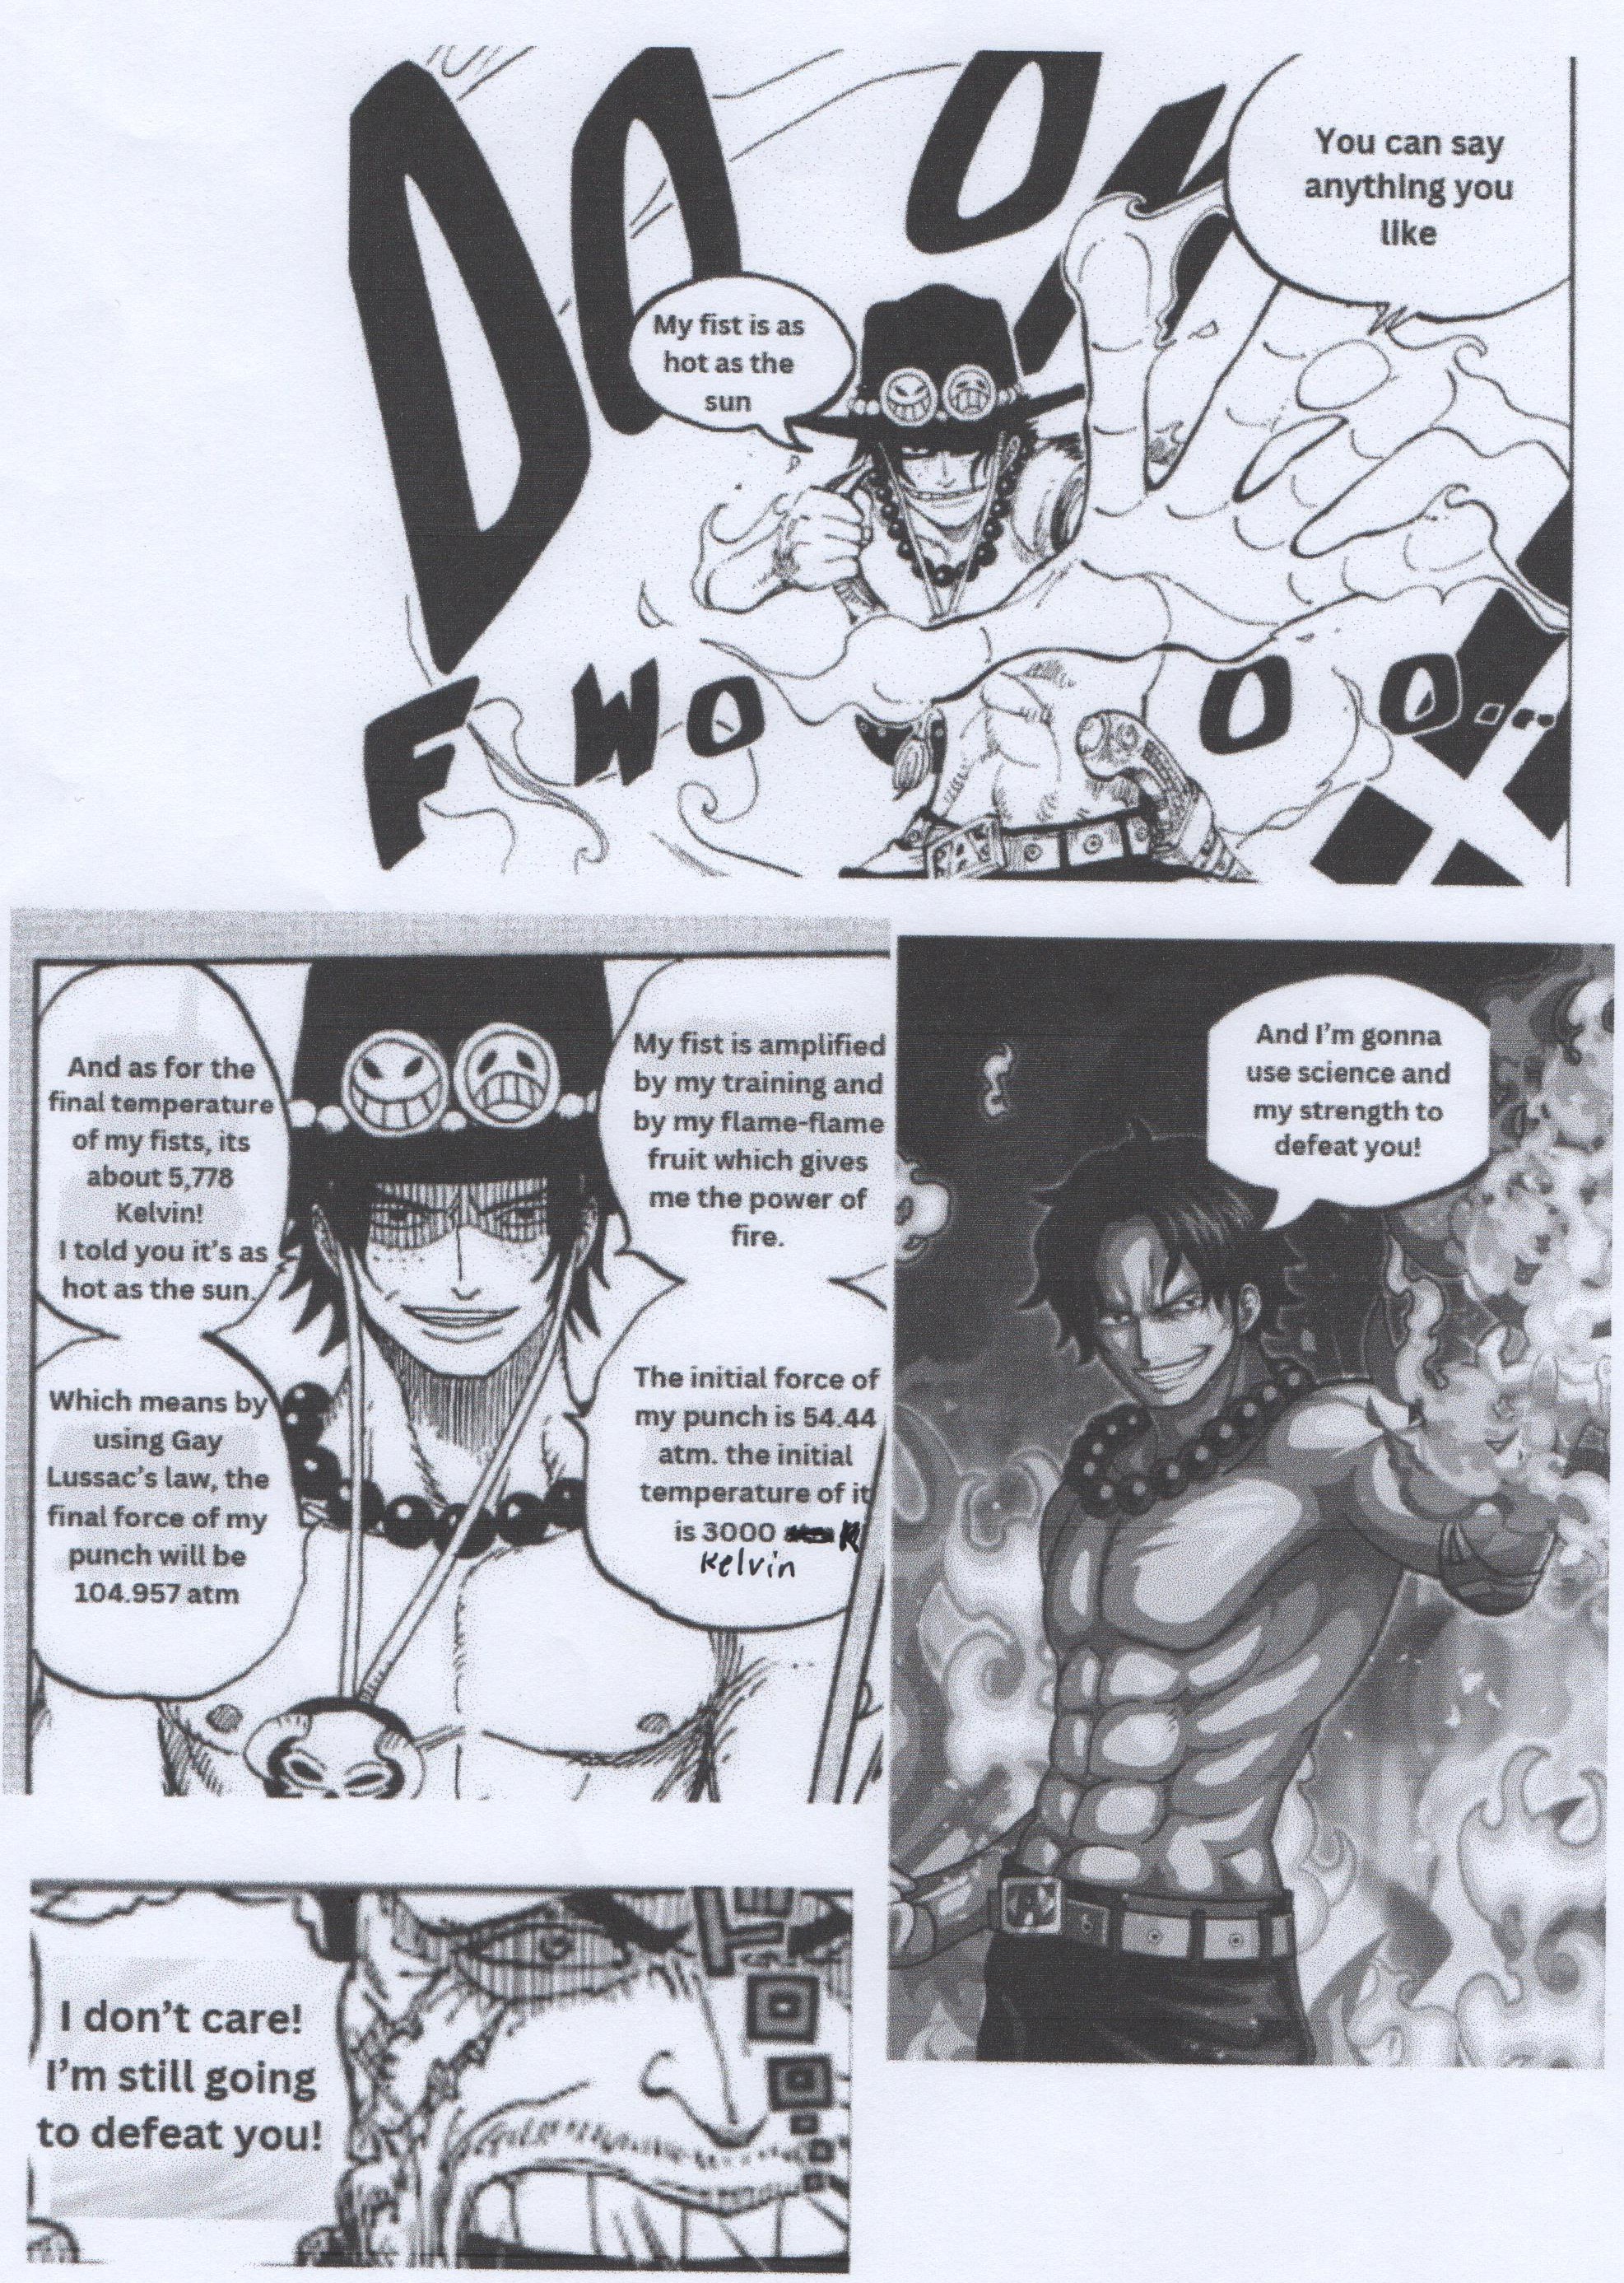 DO OM
You can say
anything you
like
My fist is as
hot as the
sun
FWO OO...
My fist is amplified
by my training and
by my flame-flame
fruit which gives
me the power of
fire.
The initial force of
my punch is 54.44
atm. the initial
temperature of it
is 3000 K
Kelvin
And as for the
final temperature
of my fists, its
about 5,778
Kelvin!
I told you it's as
hot as the sun.
Which means by
using Gay
Lussac's law, the
final force of my
punch will be
104.957 atm
And I'm gonna
use science and
my strength to
defeat you!
I don't care!
I'm still going
to defeat you!